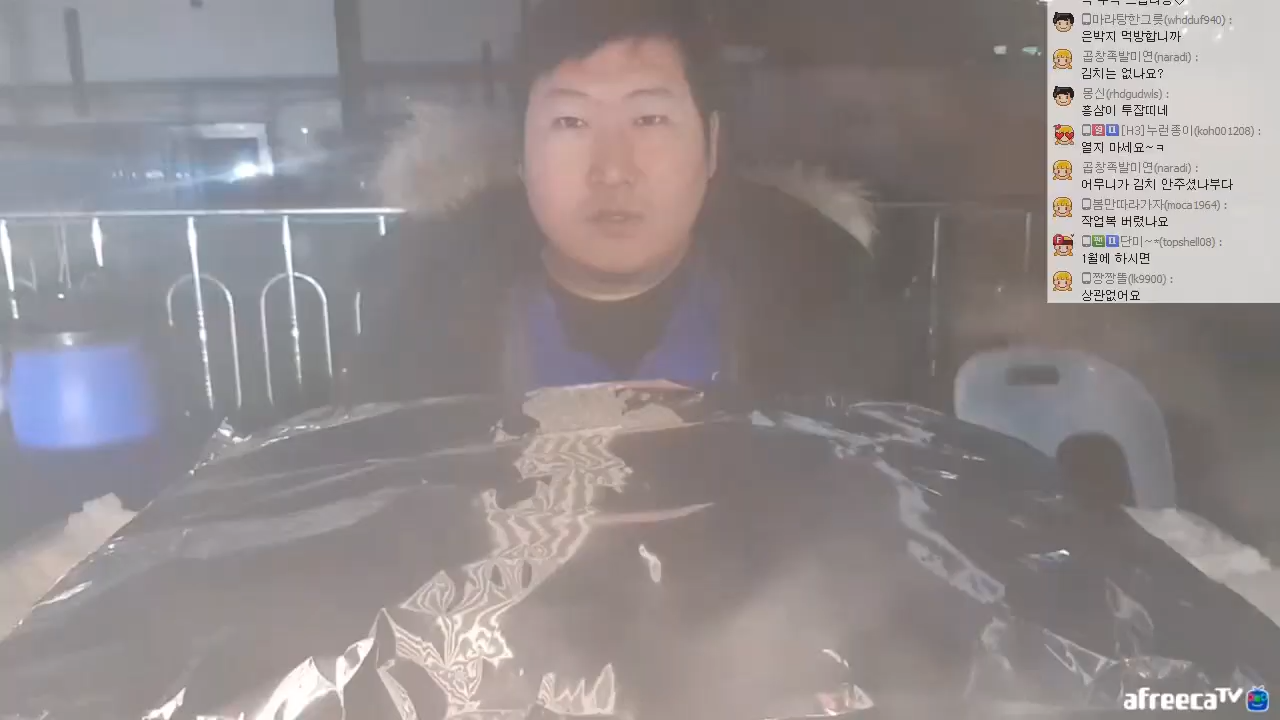 마라탕한그릇(whdduf940) :
은박지 먹방합니까
곱창족발미연(naradi) :
김치는 없나요?
몽신(rhdgudwls) :
홍삼이 투잡띠네
[H3]누런종이(koh001208) :
열지 마세요~ㅋ
곱창족발미연(naradi) :
어무니가 김치 안주셨나부다
봄만따라가자(moca1964) :
작업복 버렸나요
단미~*(topshell08) :
1월에 하시면
짱짱뚤(lk9900) :
상관없어요
afreecaTV